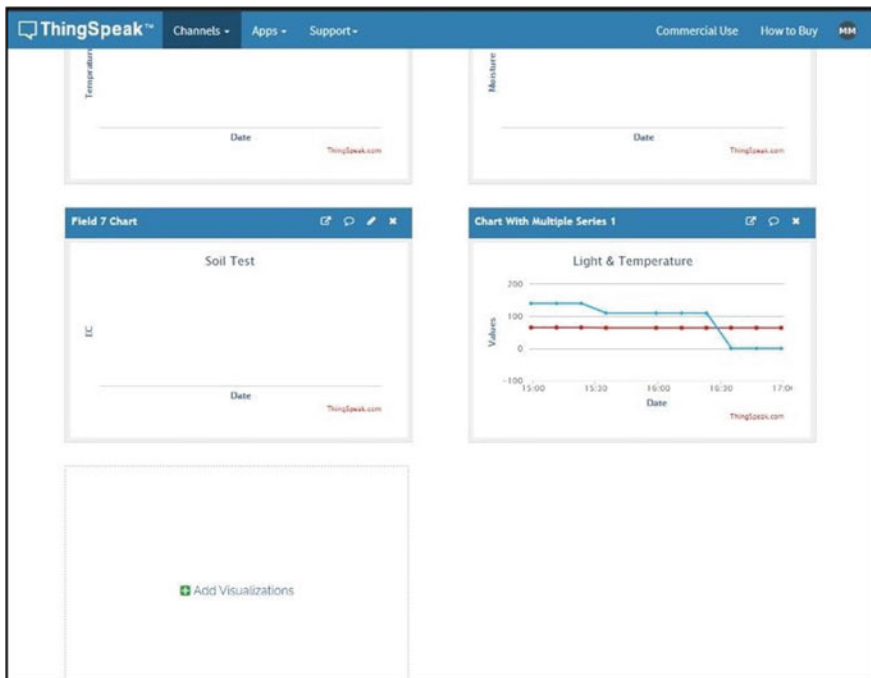 ThingSpeak™ Channels Apps Support Commercial Use How to Buy MM
Temprature
Date
ThingSpeak.com
Moisture
Date
ThingSpeak.com
Field 7 Chart
Soil Test
EC
Date
ThingSpeak.com
Chart With Multiple Series 1
Light & Temperature
200
100
0
-100
Values
15:00 15:30 16:00 16:30 17:0
Date
ThingSpeak.com
Add Visualizations